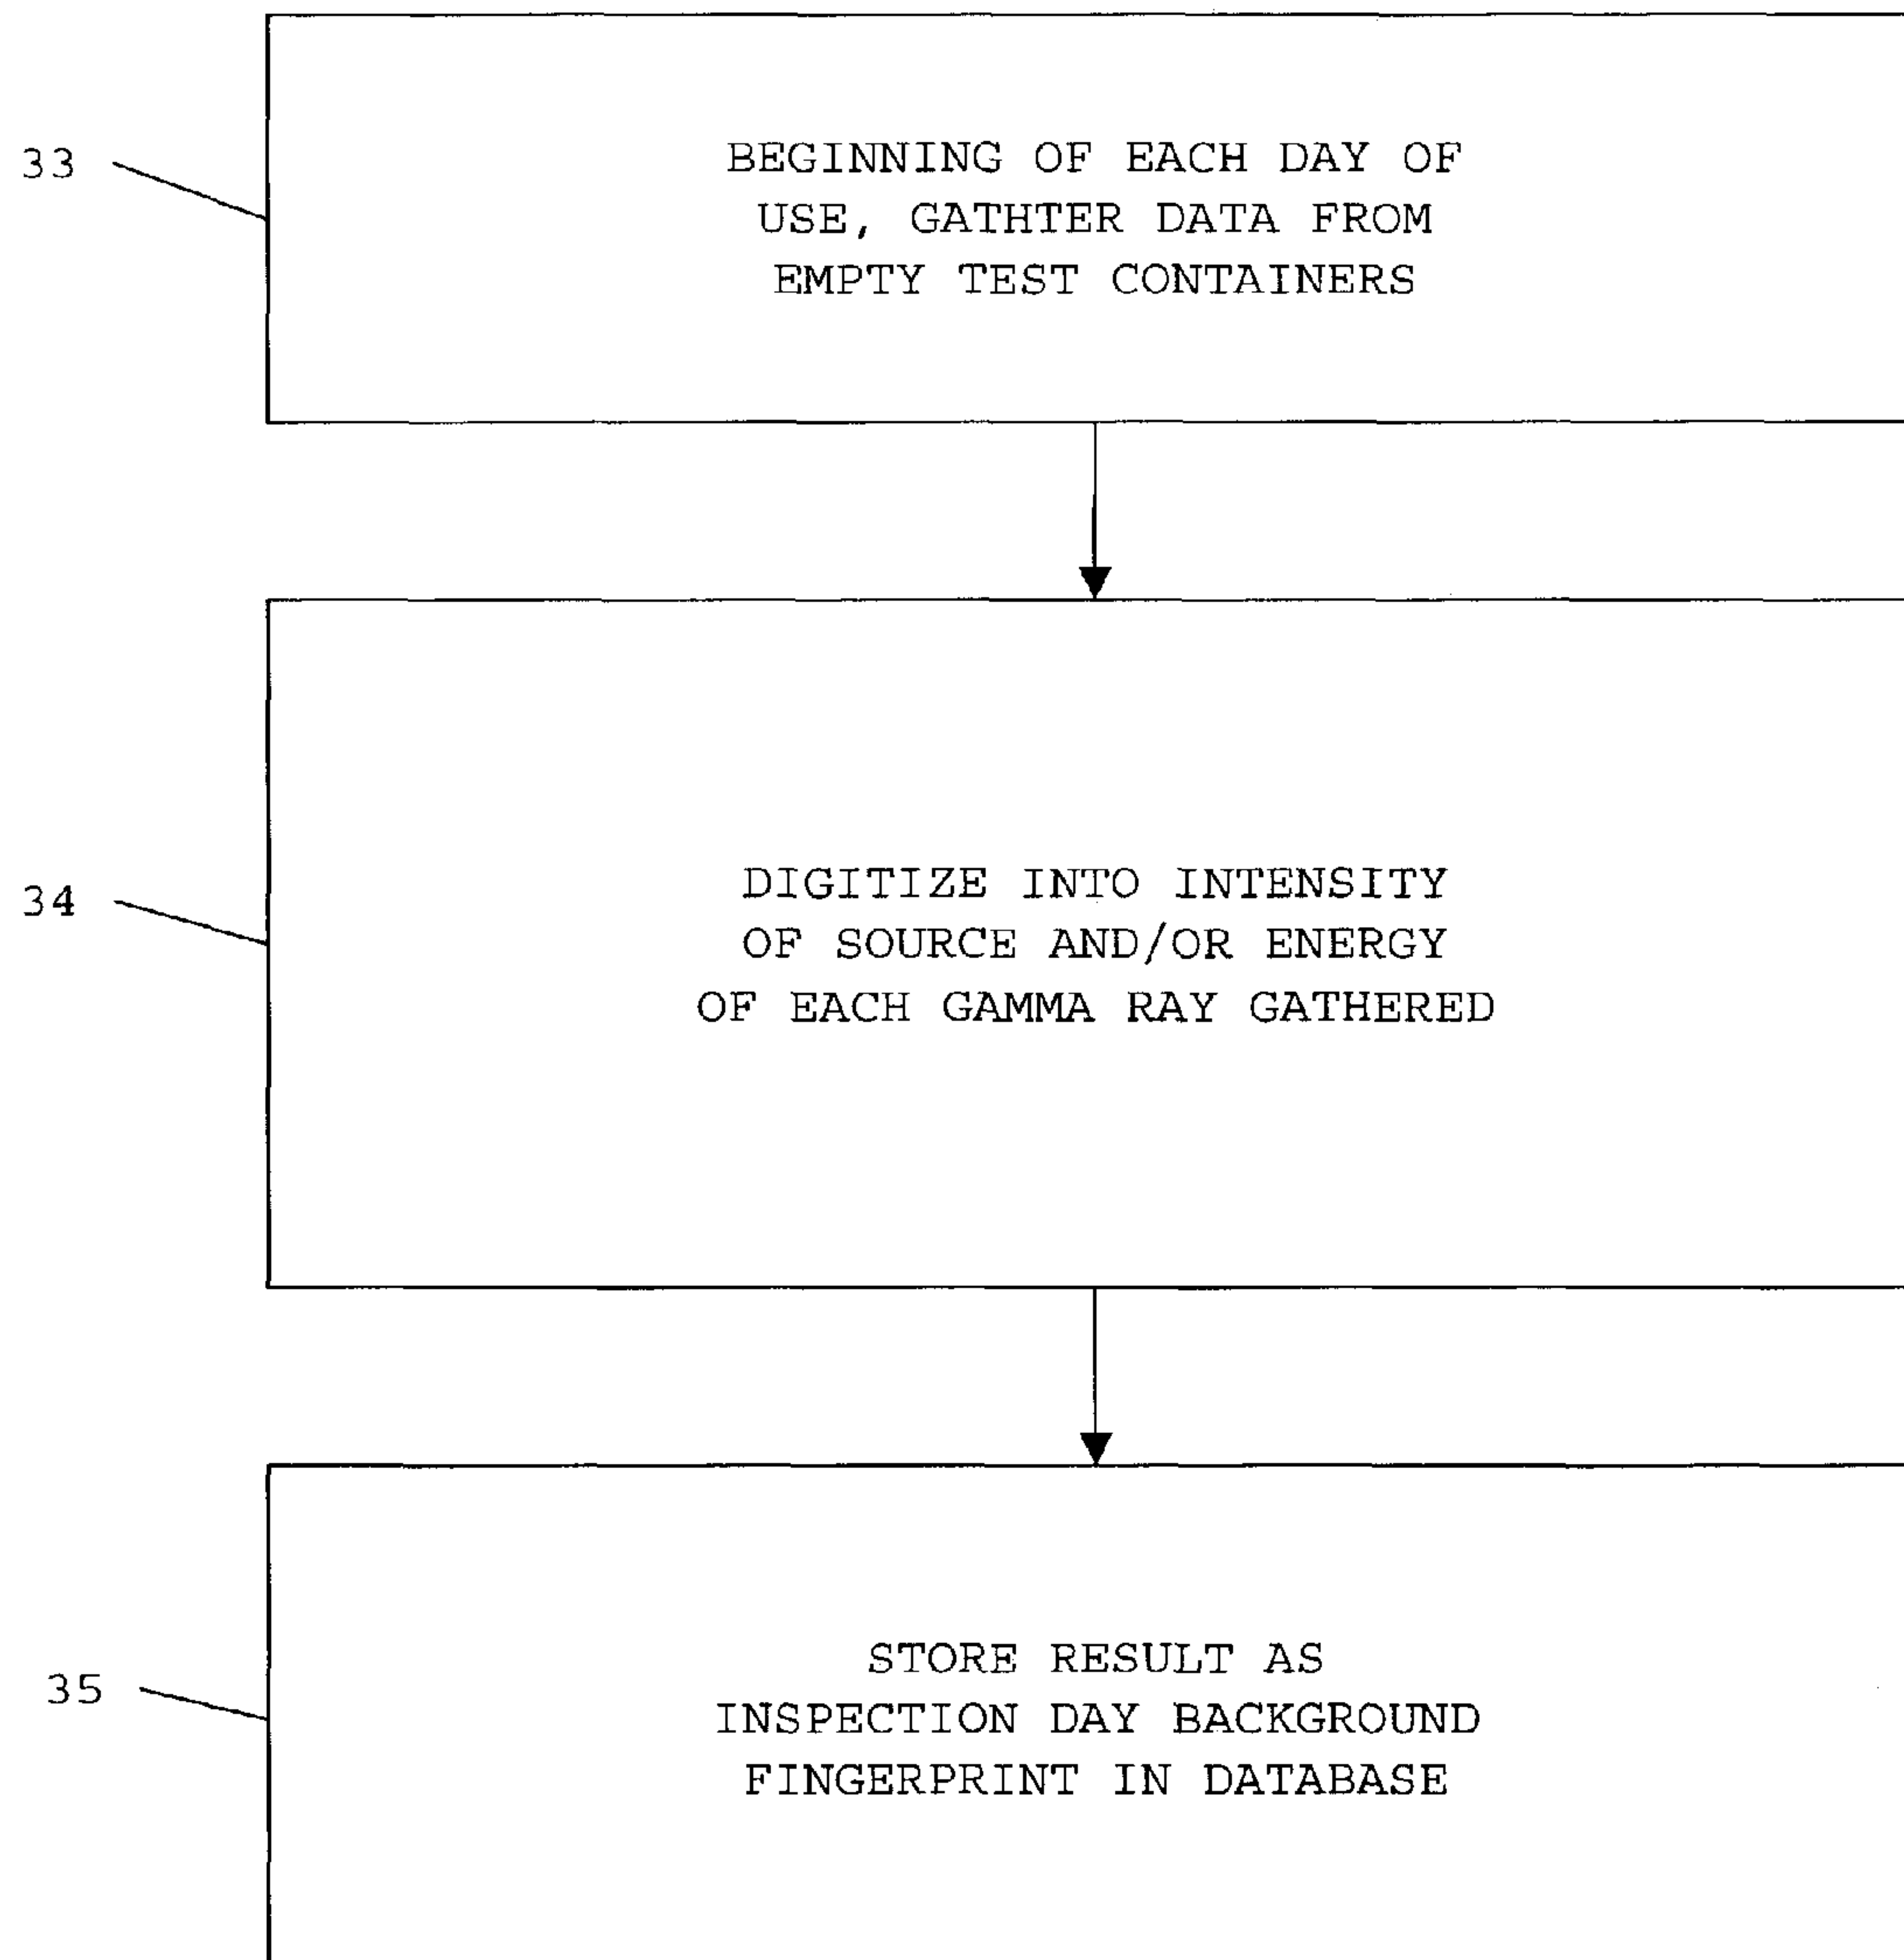 33
BEGINNING OF EACH DAY OF
USE, GATHTER DATA FROM
EMPTY TEST CONTAINERS
34
DIGITIZE INTO INTENSITY
OF SOURCE AND/OR ENERGY
OF EACH GAMMA RAY GATHERED
35
STORE RESULT AS
INSPECTION DAY BACKGROUND
FINGERPRINT IN DATABASE